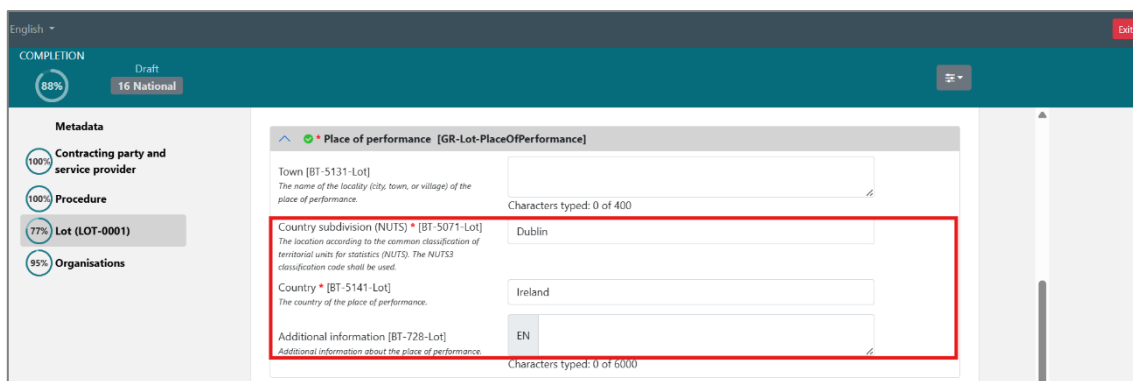 English
Exit
COMPLETION
88%
Draft
16 National
Metadata
100% Contracting party and
service provider
100% Procedure
77% Lot (LOT-0001)
95% Organisations
* Place of performance [GR-Lot-PlaceOfPerformance]
Town [BT-5131-Lot]
The name of the locality (city, town, or village) of the
place of performance.
Characters typed: 0 of 400
Country subdivision (NUTS) * [BT-5071-Lot]
Dublin
The location according to the common classification of
territorial units for statistics (NUTS). The NUTS3
classification code shall be used.
Country * [BT-5141-Lot]
Ireland
The country of the place of performance.
Additional information [BT-728-Lot]
EN
Additional information about the place of performance.
Characters typed: 0 of 6000